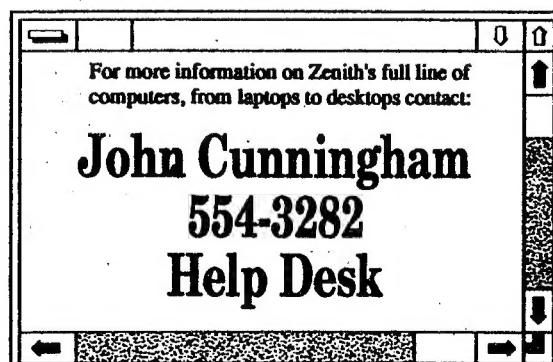 For more information on Zenith's full line of
computers, from laptops to desktops contact:
John Cunningham
554-3282
Help Desk